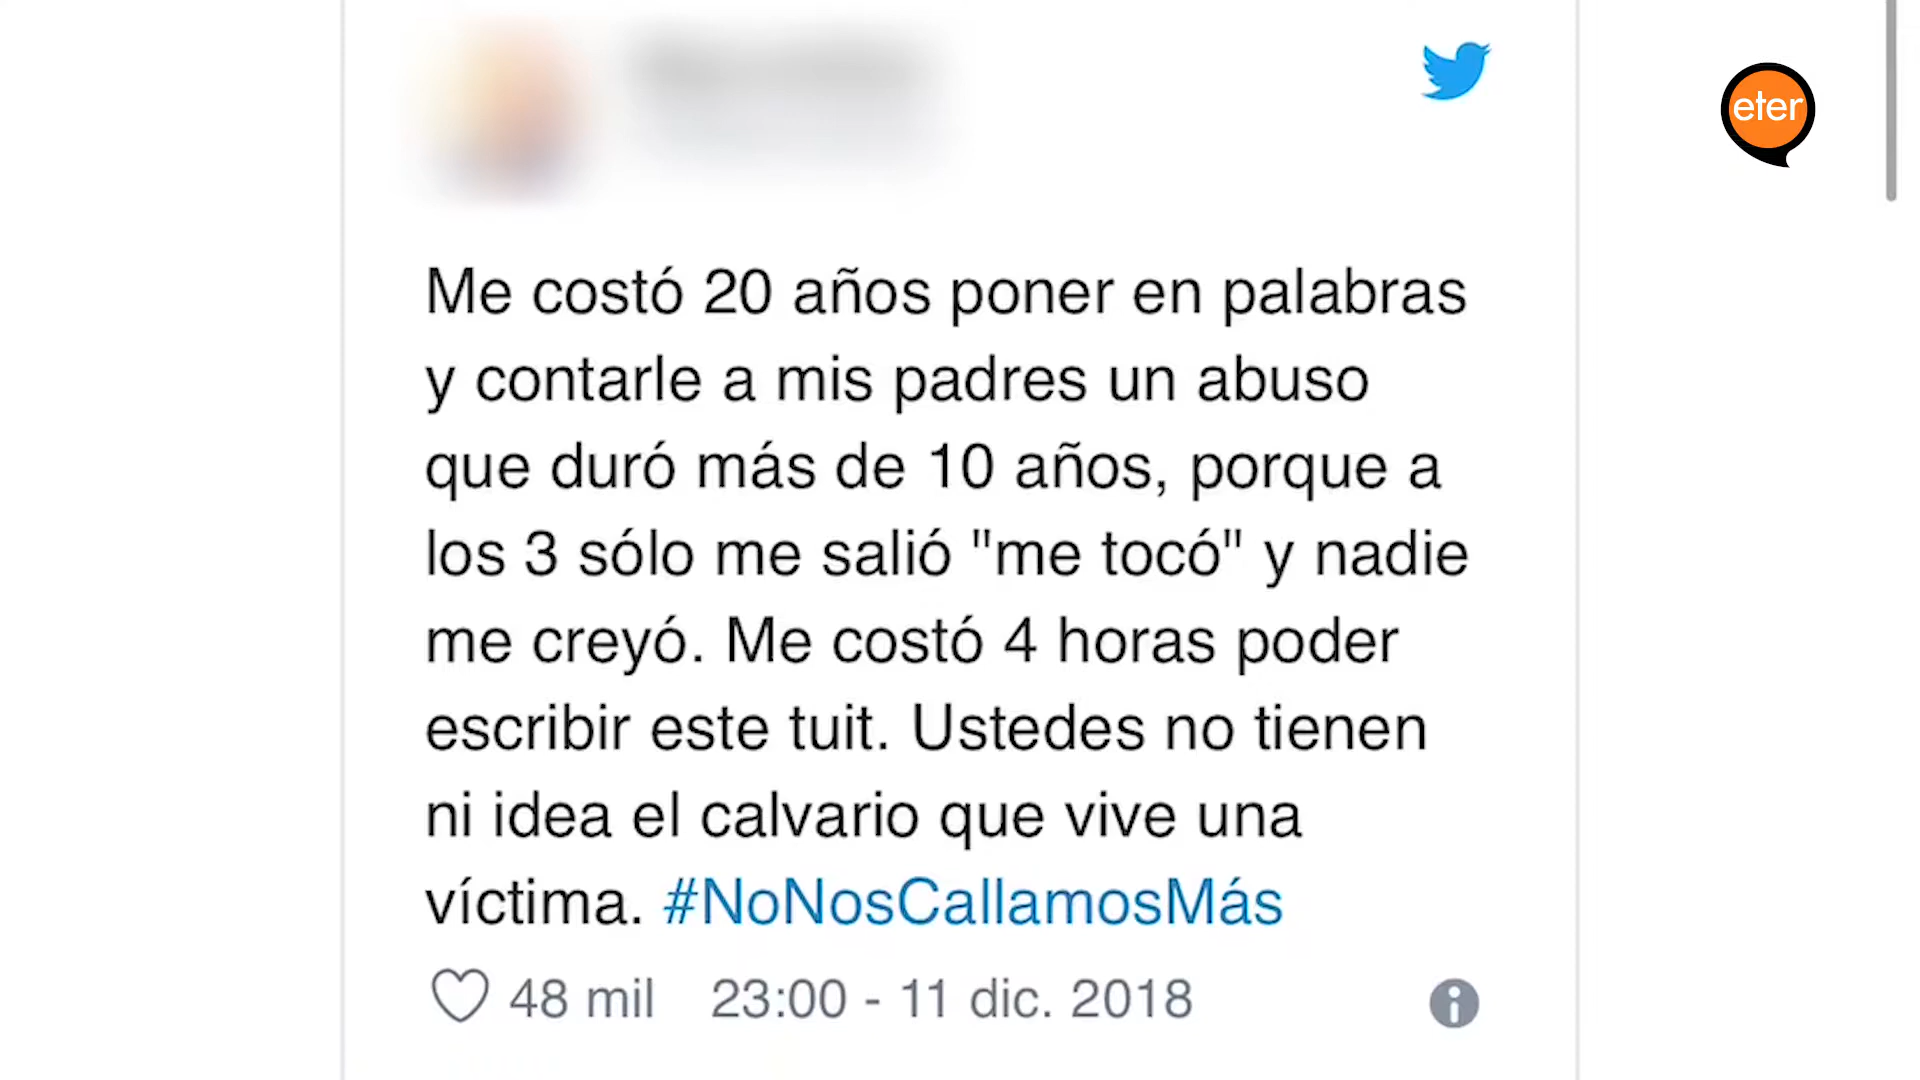 eter
Me costó 20 años poner en palabras
y contarle a mis padres un abuso
que duró más de 10 años, porque a
los 3 sólo me salió "me tocó" y nadie
me creyó. Me costó 4 horas poder
escribir este tuit. Ustedes no tienen
ni idea el calvario que vive una
víctima. #NoNosCallamosMás
48 mil 23:00 - 11 dic. 2018